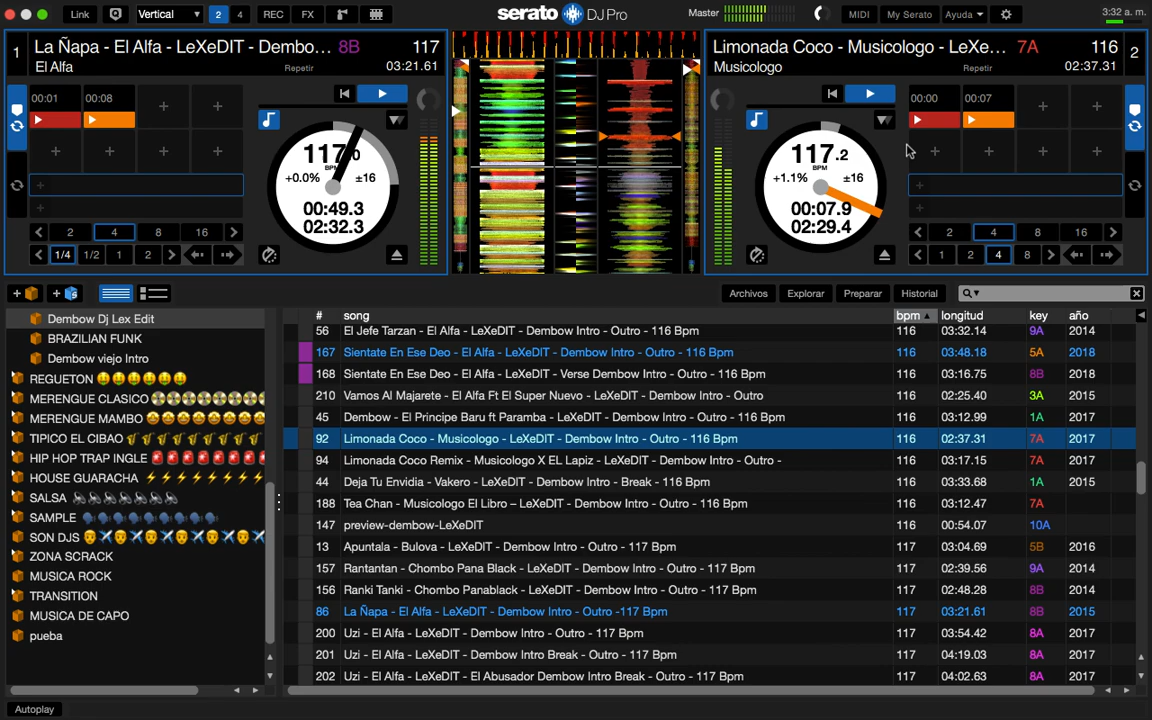 Link Vertical 2 4 REC FX serato DJ Pro Master MIDI My Serato Ayuda 3:32 a. m.
1 La Ñapa - El Alfa - LeXeDIT - Dembo... 8B 117
El Alfa Repetir 03:21.61
Limonada Coco - Musicologo - LeXe... 7A 116 2
Musicologo Repetir 02:37.31
00:01 00:08
117.0
BPM
+0.0% ±16
00:49.3
02:32.3
2 4 8 16
1/4 1/2 1 2
117.2
BPM
+1.1% ±16
00:07.9
02:29.4
00:00 00:07
2 4 8 16
1 2 4 8
Archivos Explorar Preparar Historial
# song bpm longitud key año
Dembow Dj Lex Edit
BRAZILIAN FUNK
Dembow viejo Intro
REGUETON 🤑🤑🤑🤑🤑🤑
MERENGUE CLASICO
MERENGUE MAMBO
TIPICO EL CIBAO
HIP HOP TRAP INGLE
HOUSE GUARACHA
SALSA
SAMPLE
SON DJS
ZONA SCRACK
MUSICA ROCK
TRANSITION
MUSICA DE CAPO
pueba
56 El Jefe Tarzan - El Alfa - LeXeDIT - Dembow Intro - Outro - 116 Bpm 116 03:32.14 9A 2014
167 Sientate En Ese Deo - El Alfa - LeXeDIT - Dembow Intro - Outro - 116 Bpm 116 03:48.18 5A 2018
168 Sientate En Ese Deo - El Alfa - LeXeDIT - Verse Dembow Intro - Outro - 116 Bpm 116 03:16.75 8B 2018
210 Vamos Al Majarete - El Alfa Ft El Super Nuevo - LeXeDIT - Dembow Intro - Outro 116 02:25.40 3A 2015
45 Dembow - El Principe Baru ft Paramba - LeXeDIT - Dembow Intro - Outro - 116 Bpm 116 03:12.99 1A 2017
92 Limonada Coco - Musicologo - LeXeDIT - Dembow Intro - Outro - 116 Bpm 116 02:37.31 7A 2017
94 Limonada Coco Remix - Musicologo X EL Lapiz - LeXeDIT - Dembow Intro - Outro - 116 03:17.15 7A 2017
44 Deja Tu Envidia - Vakero - LeXeDIT - Dembow Intro - Break - 116 Bpm 116 03:33.68 1A 2015
188 Tea Chan - Musicologo El Libro – LeXeDIT - Dembow Intro - Outro - 116 Bpm 116 03:12.47 7A
147 preview-dembow-LeXeDIT 116 00:54.07 10A
13 Apuntala - Bulova - LeXeDIT - Dembow Intro - Outro - 117 Bpm 117 03:04.69 5B 2016
157 Rantantan - Chombo Pana Black - LeXeDIT - Dembow Intro - Outro - 117 Bpm 117 02:39.56 9A 2014
156 Ranki Tanki - Chombo Panablack - LeXeDIT - Dembow Intro - Outro - 117 Bpm 117 02:48.28 8B 2014
86 La Ñapa - El Alfa - LeXeDIT - Dembow Intro - Outro -117 Bpm 117 03:21.61 8B 2015
200 Uzi - El Alfa - LeXeDIT - Dembow Intro - Outro - 117 Bpm 117 03:54.42 8A 2017
201 Uzi - El Alfa - LeXeDIT - Dembow Intro Break - Outro - 117 Bpm 117 04:19.03 8A 2017
202 Uzi - El Alfa - LeXeDIT - El Abusador Dembow Intro Break - Outro - 117 Bpm 117 04:02.63 8A 2017
Autoplay